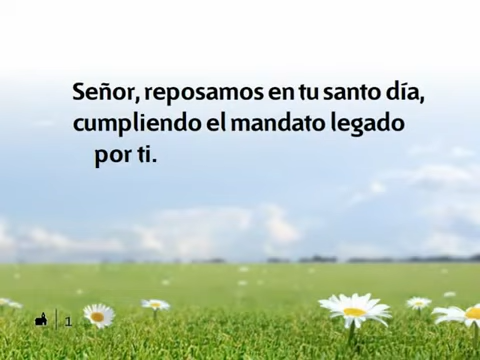 Señor, reposamos en tu santo día,
cumpliendo el mandato legado
por ti.
1